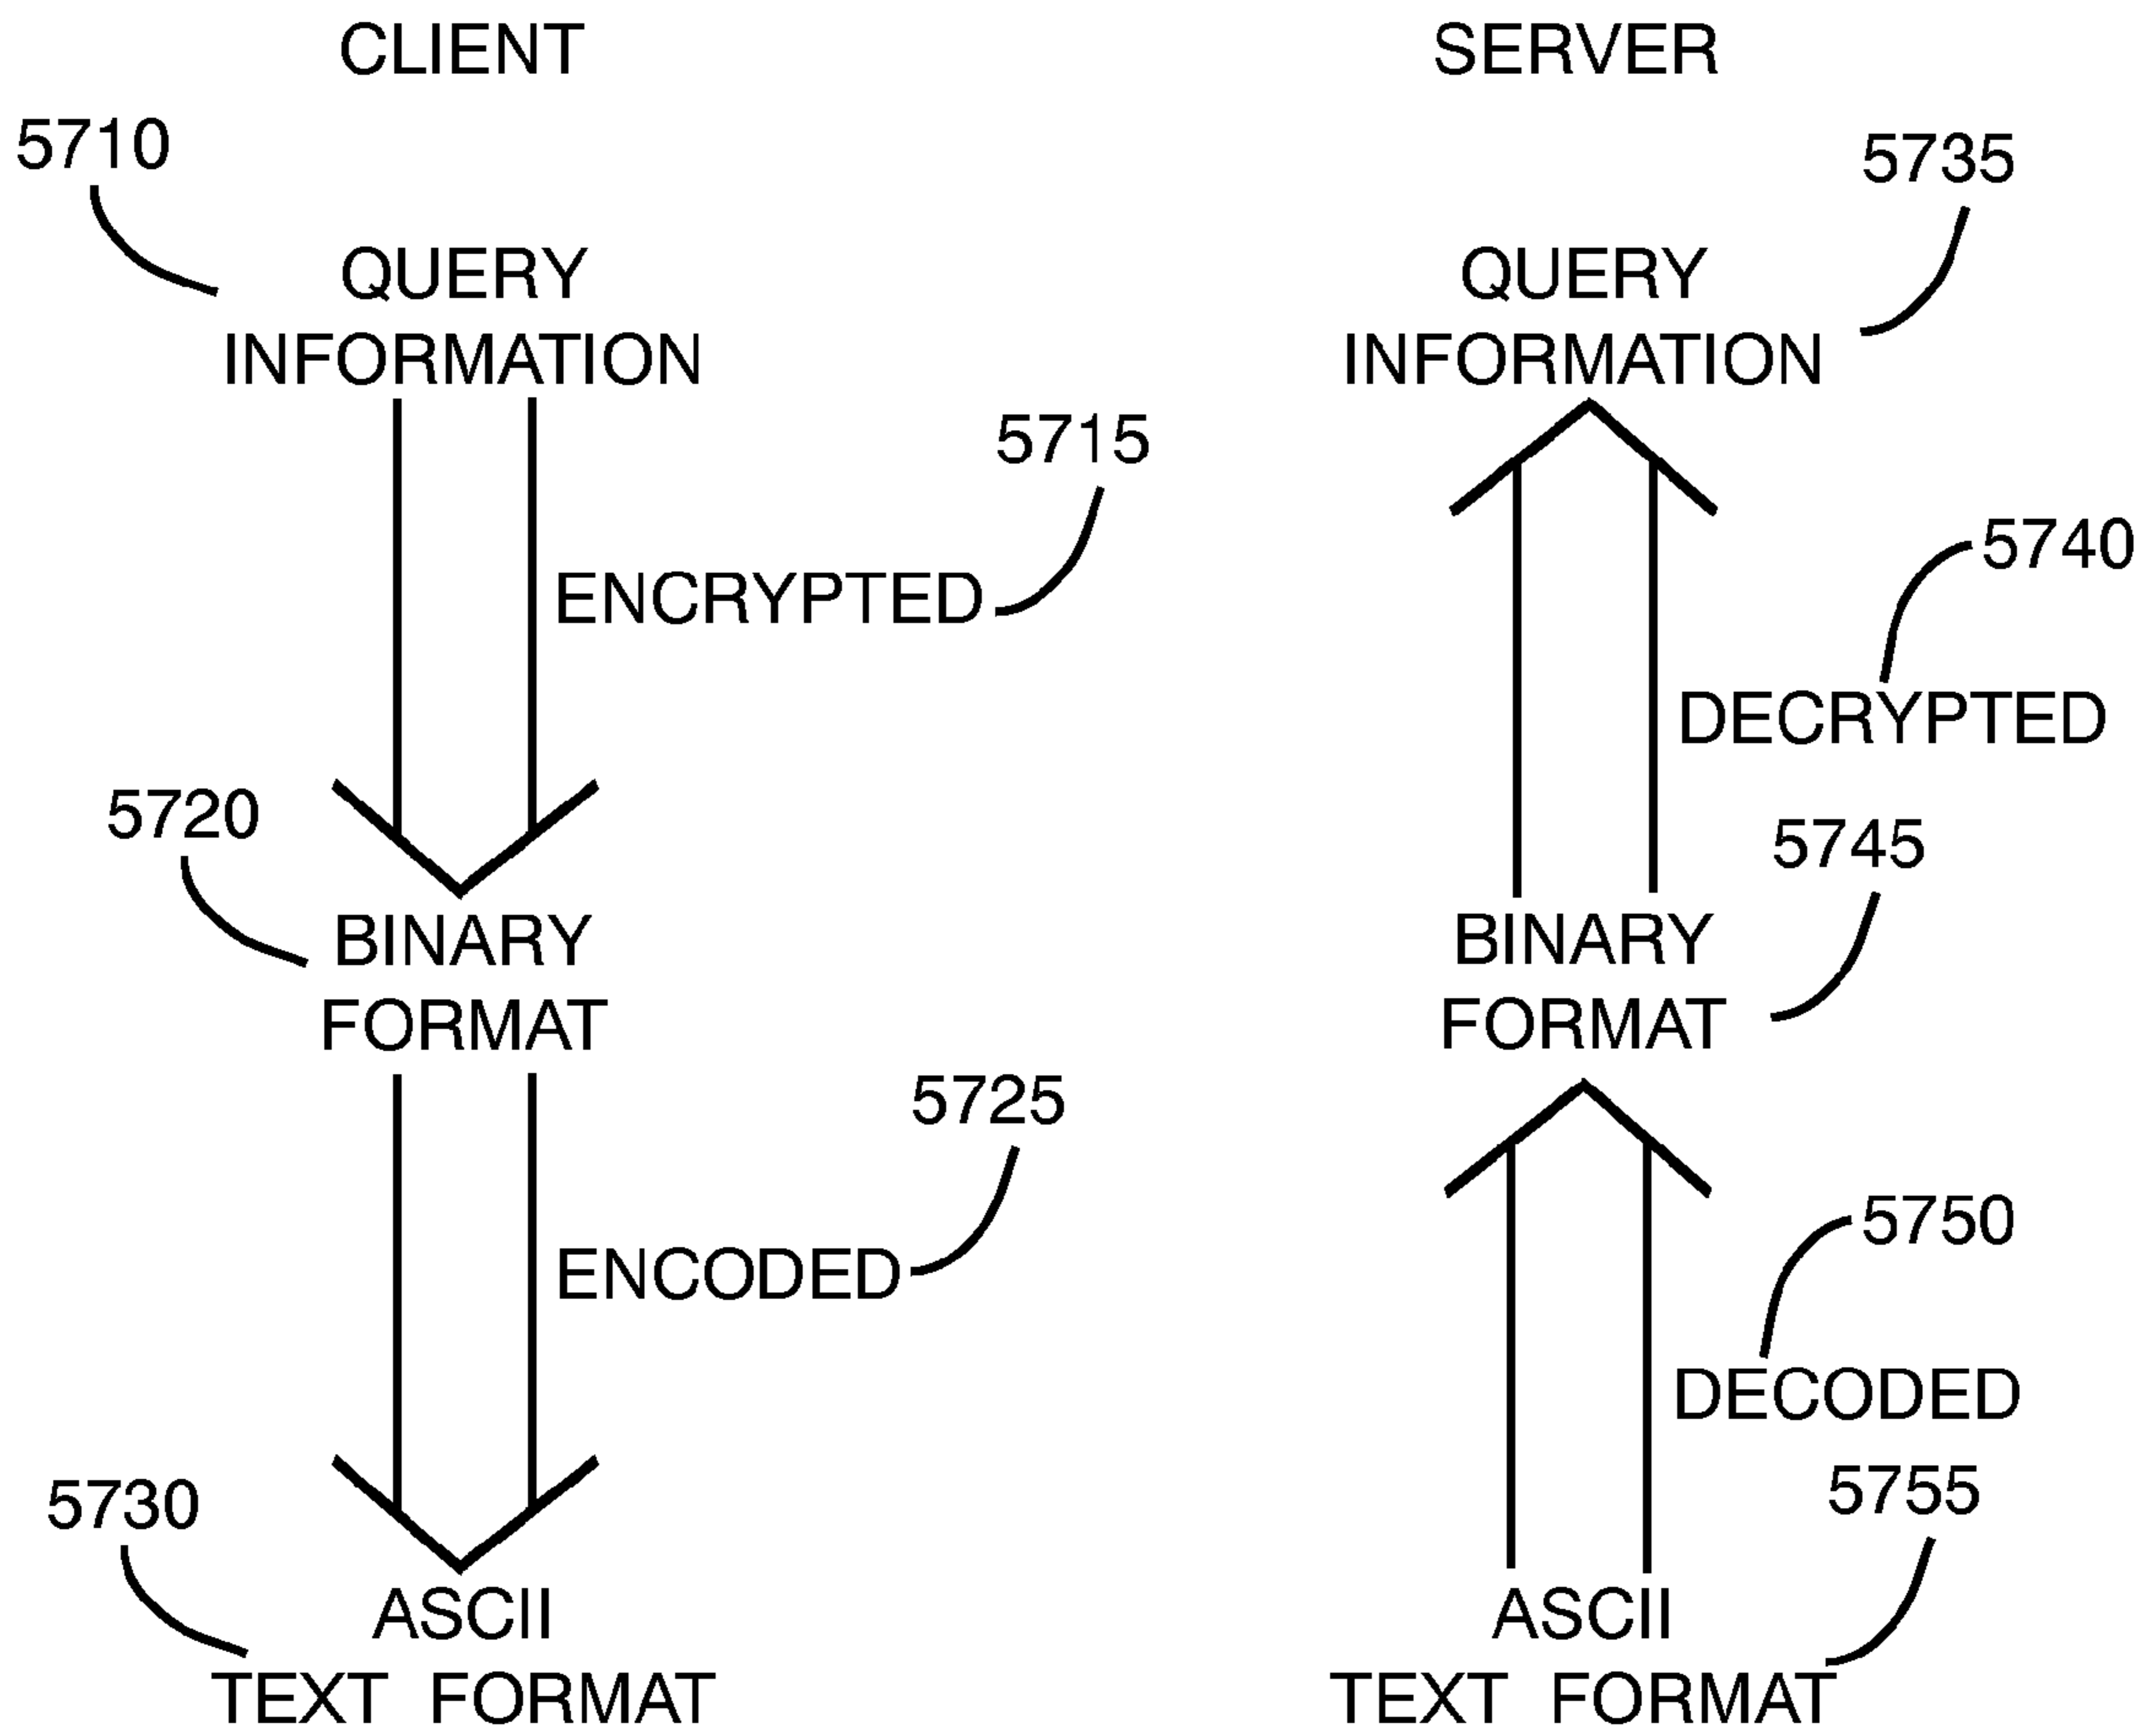 CLIENT
5710
QUERY
INFORMATION
5715
ENCRYPTED
5720
BINARY
FORMAT
5725
ENCODED
5730
ASCII
TEXT FORMAT
SERVER
5735
QUERY
INFORMATION
5740
DECRYPTED
5745
BINARY
FORMAT
5750
DECODED
5755
ASCII
TEXT FORMAT